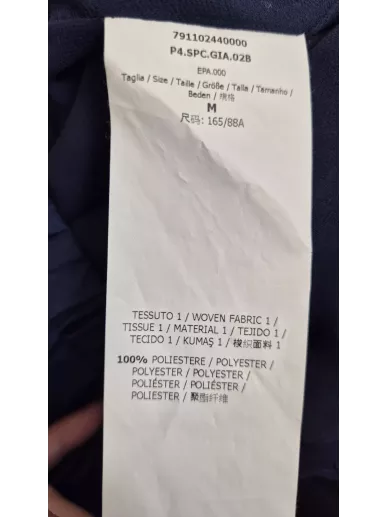 791102440000
P4.SPC.GIA.02B
EPA.000
Taglia / Size / Taille / Größe / Talla / Tamanho /
Beden / 规格
M
尺码: 165/88A
TESSUTO 1 / WOVEN FABRIC 1 /
TISSUE 1 / MATERIAL 1 / TEJIDO 1 /
TECIDO 1 / KUMAŞ 1 / 梭织面料 1
100% POLIESTERE / POLYESTER /
POLYESTER / POLYESTER /
POLIÉSTER / POLIÉSTER /
POLIESTER / 聚酯纤维